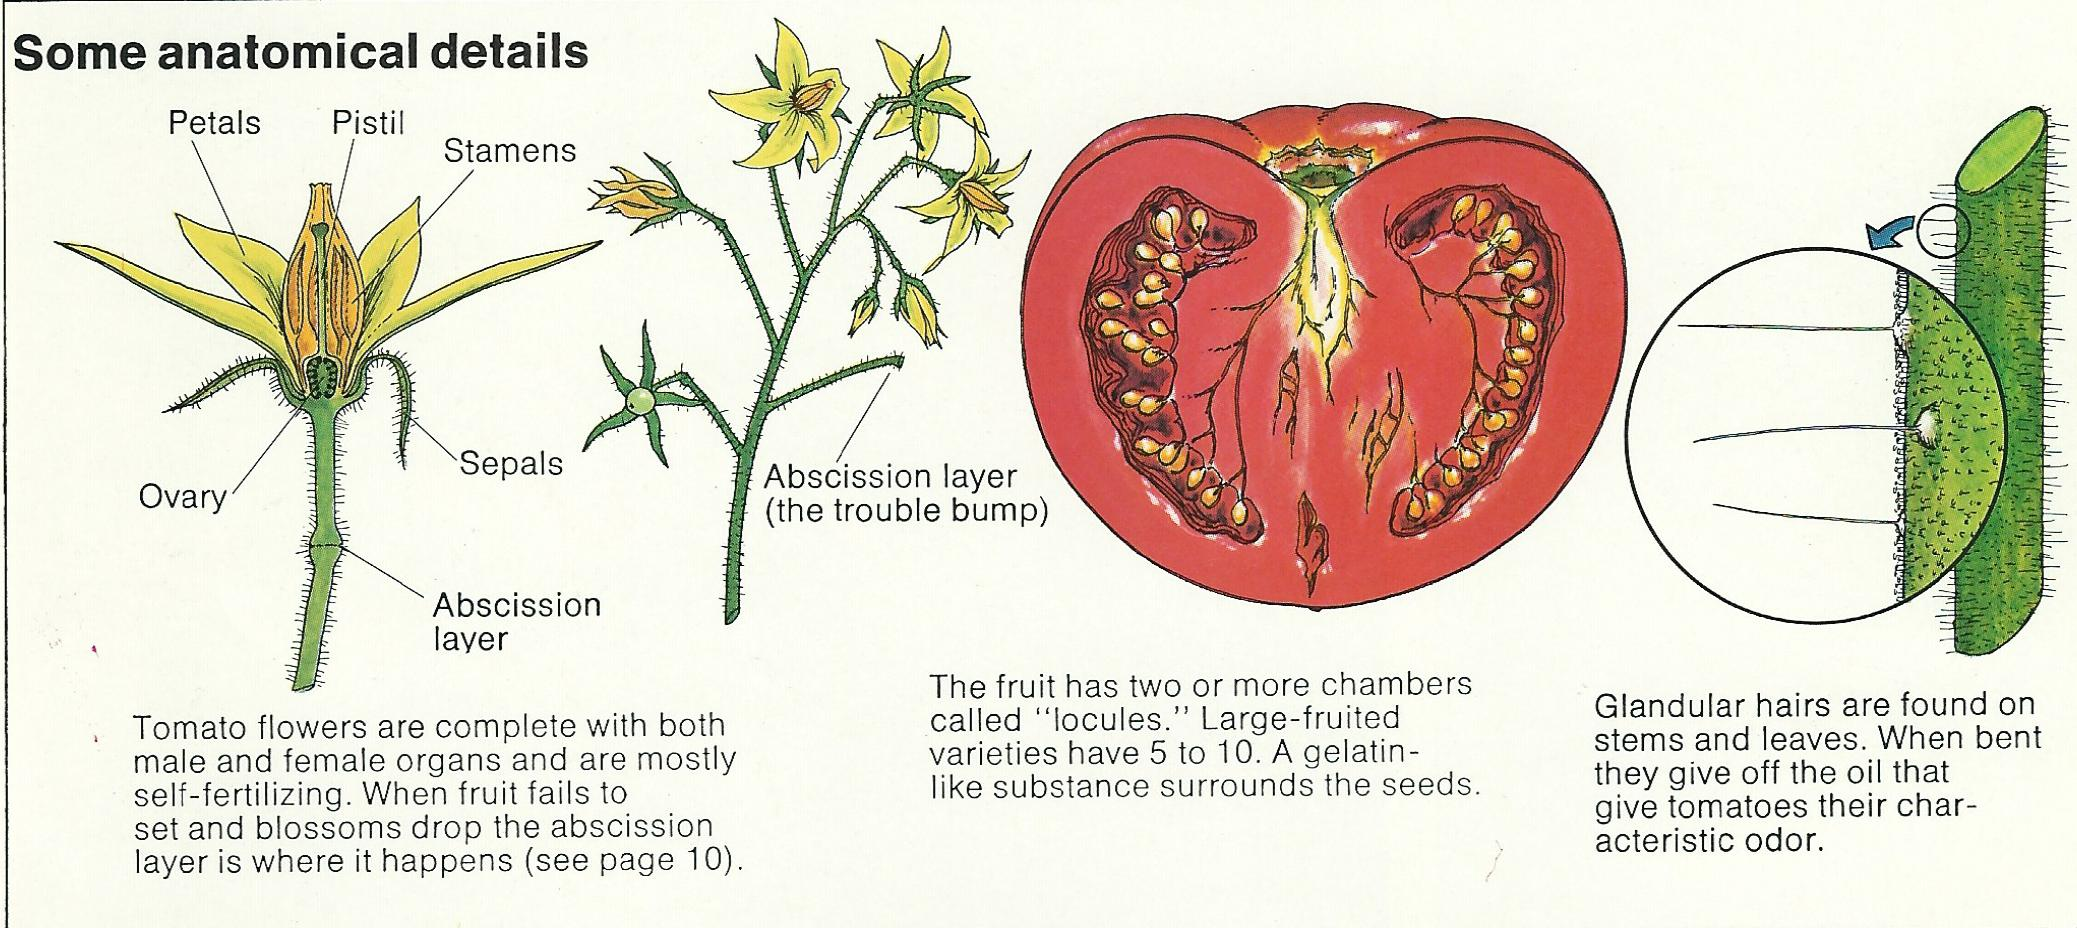 Some anatomical details
Petals
Pistil
Stamens
Sepals
Ovary
Abscission
layer
Abscission layer
(the trouble bump)
Tomato flowers are complete with both
male and female organs and are mostly
self-fertilizing. When fruit fails to
set and blossoms drop the abscission
layer is where it happens (see page 10).
The fruit has two or more chambers
called "locules." Large-fruited
varieties have 5 to 10. A gelatin-
like substance surrounds the seeds.
Glandular hairs are found on
stems and leaves. When bent
they give off the oil that
give tomatoes their char-
acteristic odor.